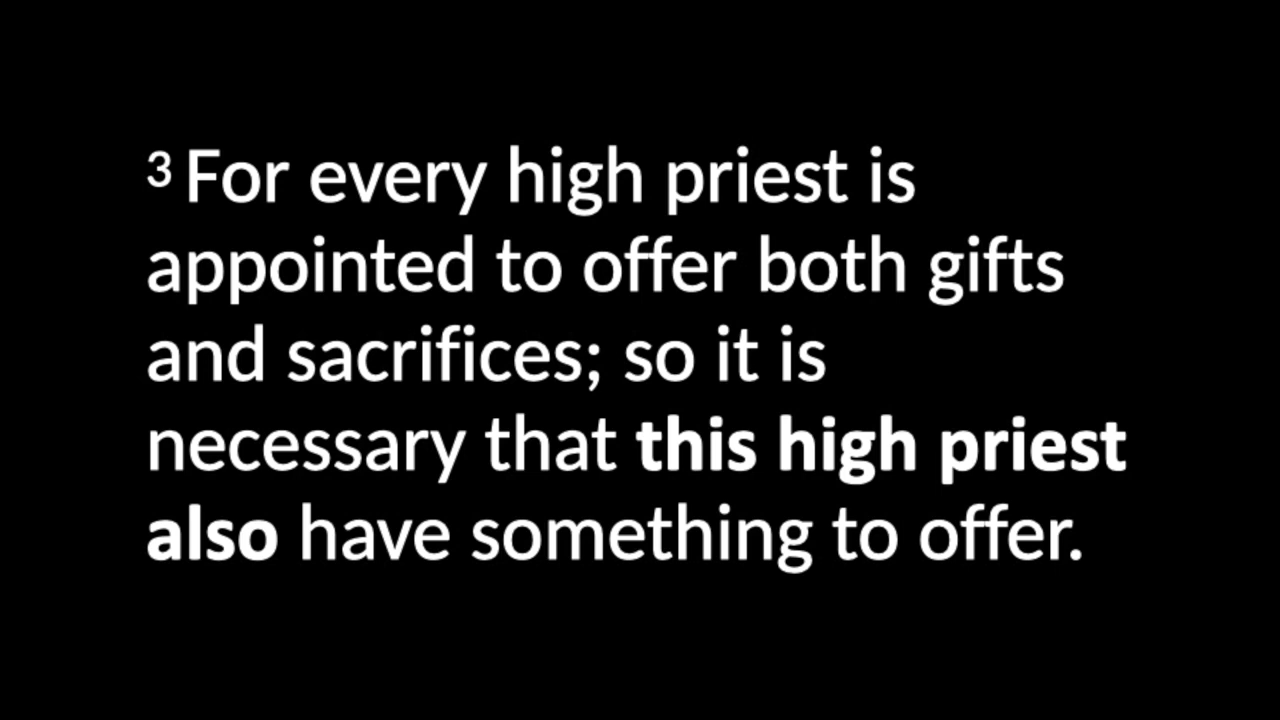 3 For every high priest is
appointed to offer both gifts
and sacrifices; so it is
necessary that this high priest
also have something to offer.